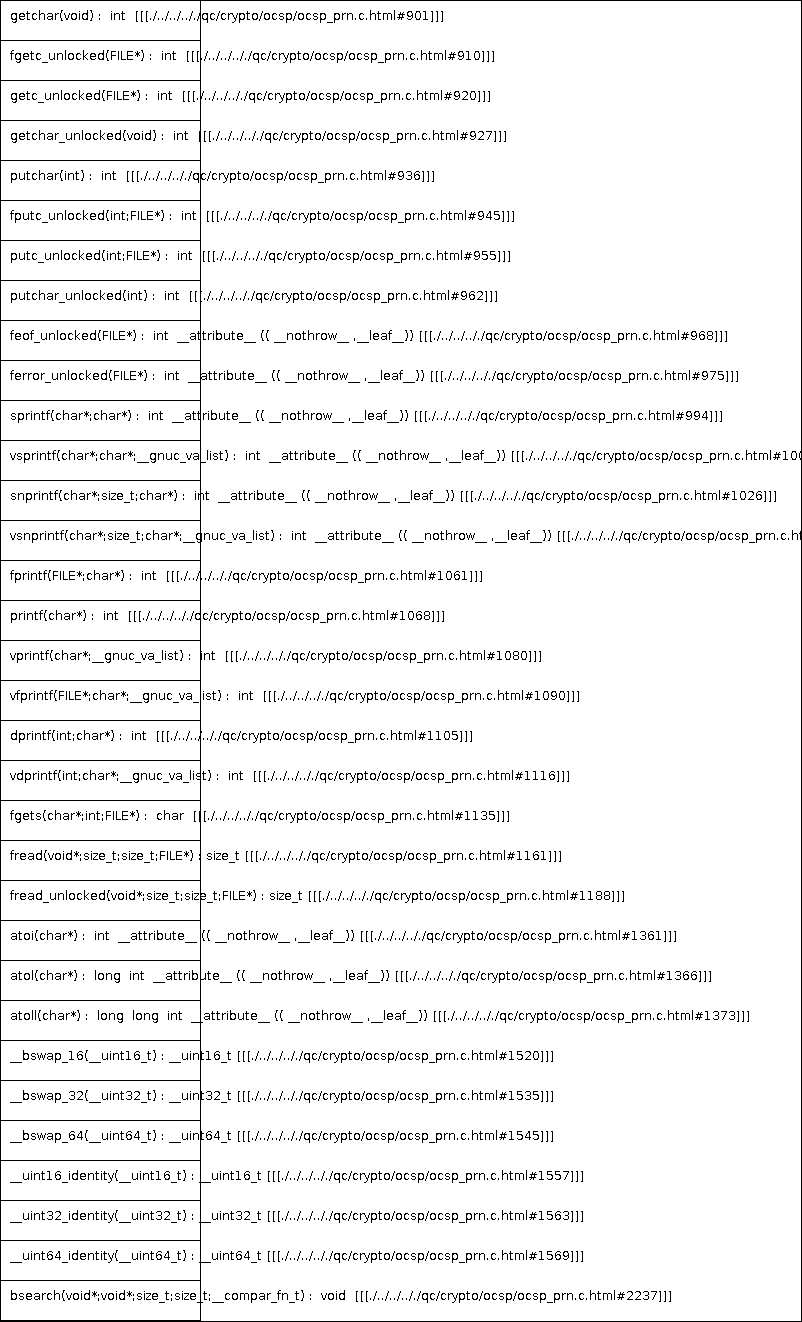 getchar(void) : int [[[./../../././qc/crypto/ocsp/ocsp_prn.c.html#901]]]
fgetc_unlocked(FILE*) : int [[[./../../././qc/crypto/ocsp/ocsp_prn.c.html#910]]]
getc_unlocked(FILE*) : int [[[./../../././qc/crypto/ocsp/ocsp_prn.c.html#920]]]
getchar_unlocked(void) : int [[[./../../././qc/crypto/ocsp/ocsp_prn.c.html#927]]]
putchar(int) : int [[[./../../././qc/crypto/ocsp/ocsp_prn.c.html#936]]]
fputc_unlocked(int;FILE*) : int [[[./../../././qc/crypto/ocsp/ocsp_prn.c.html#945]]]
putc_unlocked(int;FILE*) : int [[[./../../././qc/crypto/ocsp/ocsp_prn.c.html#955]]]
putchar_unlocked(int) : int [[[./../../././qc/crypto/ocsp/ocsp_prn.c.html#962]]]
feof_unlocked(FILE*) : int __attribute__ (( __nothrow__ ,__leaf__)) [[[./../../././qc/crypto/ocsp/ocsp_prn.c.html#968]]]
ferror_unlocked(FILE*) : int __attribute__ (( __nothrow__ ,__leaf__)) [[[./../../././qc/crypto/ocsp/ocsp_prn.c.html#975]]]
sprintf(char*;char*) : int __attribute__ (( __nothrow__ ,__leaf__)) [[[./../../././qc/crypto/ocsp/ocsp_prn.c.html#994]]]
vsprintf(char*;char*;__gnuc_va_list) : int __attribute__ (( __nothrow__ ,__leaf__)) [[[./../../././qc/crypto/ocsp/ocsp_prn.c.html#100
snprintf(char*;size_t;char*) : int __attribute__ (( __nothrow__ ,__leaf__)) [[[./../../././qc/crypto/ocsp/ocsp_prn.c.html#1026]]]
vsnprintf(char*;size_t;char*;__gnuc_va_list) : int __attribute__ (( __nothrow__ ,__leaf__)) [[[./../../././qc/crypto/ocsp/ocsp_prn.c.ht
fprintf(FILE*;char*) : int [[[./../../././qc/crypto/ocsp/ocsp_prn.c.html#1061]]]
printf(char*) : int [[[./../../././qc/crypto/ocsp/ocsp_prn.c.html#1068]]]
vprintf(char*;__gnuc_va_list) : int [[[./../../././qc/crypto/ocsp/ocsp_prn.c.html#1080]]]
vfprintf(FILE*;char*;__gnuc_va_list) : int [[[./../../././qc/crypto/ocsp/ocsp_prn.c.html#1090]]]
dprintf(int;char*) : int [[[./../../././qc/crypto/ocsp/ocsp_prn.c.html#1105]]]
vdprintf(int;char*;__gnuc_va_list) : int [[[./../../././qc/crypto/ocsp/ocsp_prn.c.html#1116]]]
fgets(char*;int;FILE*) : char [[[./../../././qc/crypto/ocsp/ocsp_prn.c.html#1135]]]
fread(void*;size_t;size_t;FILE*) : size_t [[[./../../././qc/crypto/ocsp/ocsp_prn.c.html#1161]]]
fread_unlocked(void*;size_t;size_t;FILE*) : size_t [[[./../../././qc/crypto/ocsp/ocsp_prn.c.html#1188]]]
atoi(char*) : int __attribute__ (( __nothrow__ ,__leaf__)) [[[./../../././qc/crypto/ocsp/ocsp_prn.c.html#1361]]]
atol(char*) : long int __attribute__ (( __nothrow__ ,__leaf__)) [[[./../../././qc/crypto/ocsp/ocsp_prn.c.html#1366]]]
atoll(char*) : long long int __attribute__ (( __nothrow__ ,__leaf__)) [[[./../../././qc/crypto/ocsp/ocsp_prn.c.html#1373]]]
__bswap_16(__uint16_t) : __uint16_t [[[./../../././qc/crypto/ocsp/ocsp_prn.c.html#1520]]]
__bswap_32(__uint32_t) : __uint32_t [[[./../../././qc/crypto/ocsp/ocsp_prn.c.html#1535]]]
__bswap_64(__uint64_t) : __uint64_t [[[./../../././qc/crypto/ocsp/ocsp_prn.c.html#1545]]]
__uint16_identity(__uint16_t) : __uint16_t [[[./../../././qc/crypto/ocsp/ocsp_prn.c.html#1557]]]
__uint32_identity(__uint32_t) : __uint32_t [[[./../../././qc/crypto/ocsp/ocsp_prn.c.html#1563]]]
__uint64_identity(__uint64_t) : __uint64_t [[[./../../././qc/crypto/ocsp/ocsp_prn.c.html#1569]]]
bsearch(void*;void*;size_t;size_t;__compar_fn_t) : void [[[./../../././qc/crypto/ocsp/ocsp_prn.c.html#2237]]]